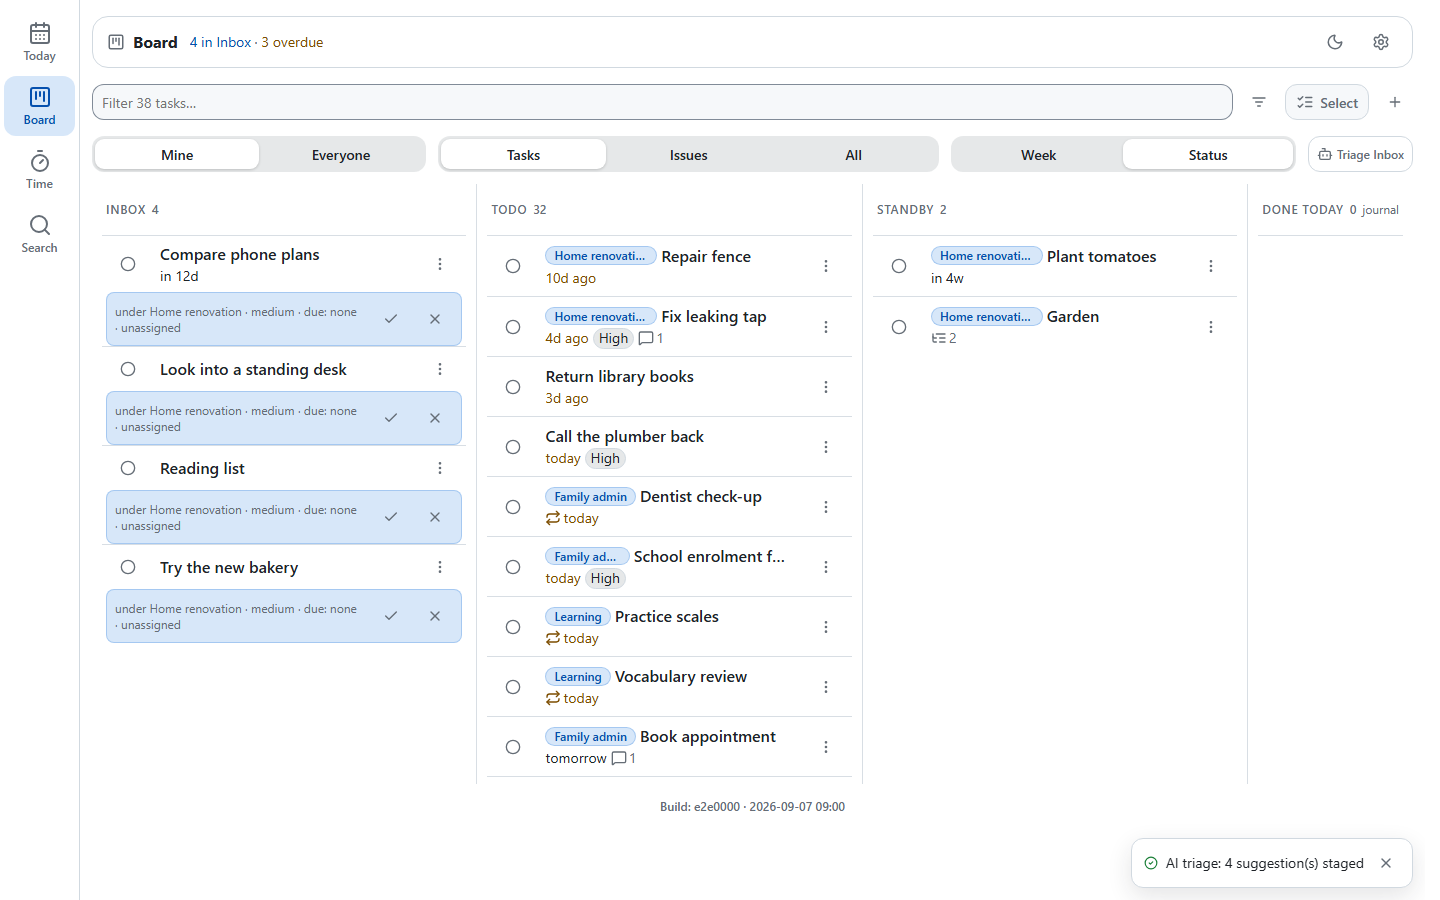 Today
Board
Time
Search
Board 4 in Inbox · 3 overdue
Filter 38 tasks...
Select
Mine Everyone
Tasks Issues All
Week Status
Triage Inbox
INBOX 4
Compare phone plans
in 12d
under Home renovation · medium · due: none
· unassigned
Look into a standing desk
under Home renovation · medium · due: none
· unassigned
Reading list
under Home renovation · medium · due: none
· unassigned
Try the new bakery
under Home renovation · medium · due: none
· unassigned
TODO 32
Home renovati... Repair fence
10d ago
Home renovati... Fix leaking tap
4d ago High 1
Return library books
3d ago
Call the plumber back
today High
Family admin Dentist check-up
today
Family ad... School enrolment f...
today High
Learning Practice scales
today
Learning Vocabulary review
today
Family admin Book appointment
tomorrow 1
STANDBY 2
Home renovati... Plant tomatoes
in 4w
Home renovati... Garden
2
DONE TODAY 0 journal
Build: e2e0000 · 2026-09-07 09:00
AI triage: 4 suggestion(s) staged